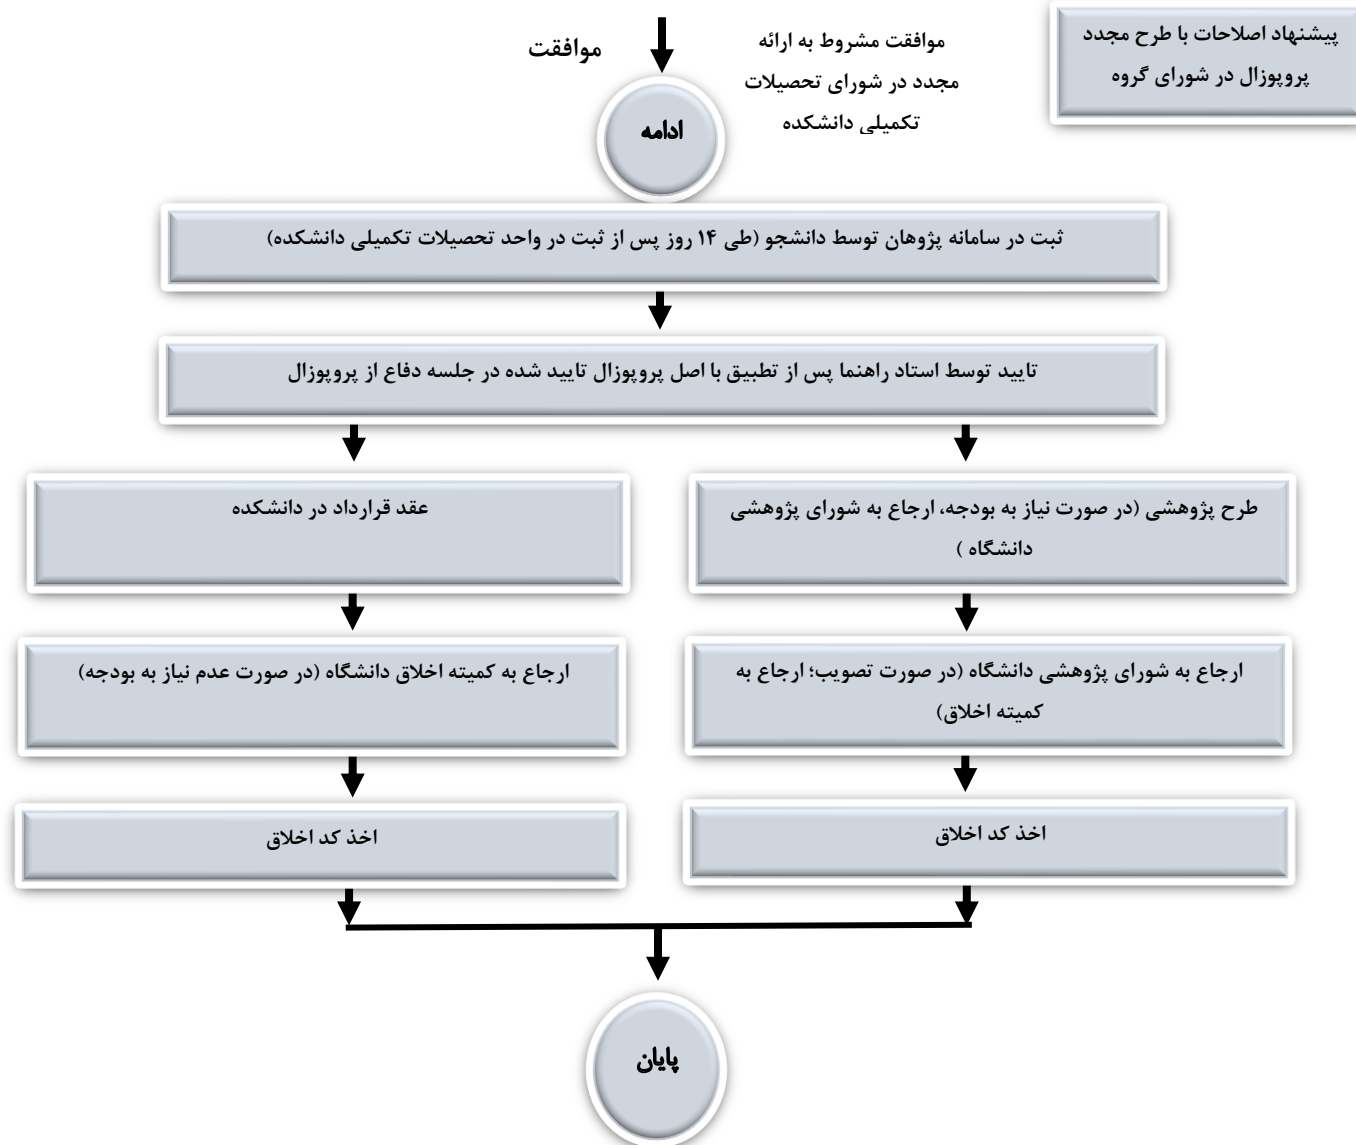 پیشنهاد اصلاحات با طرح مجدد
پروپوزال در شورای گروه
موافقت مشروط به ارائه
مجدد در شورای تحصیلات
تکمیلی دانشکده
موافقت
ادامه
ثبت در سامانه پژوهان توسط دانشجو (طی ۱۴ روز پس از ثبت در واحد تحصیلات تکمیلی دانشکده)
تایید توسط استاد راهنما پس از تطبیق با اصل پروپوزال تایید شده در جلسه دفاع از پروپوزال
طرح پژوهشی (در صورت نیاز به بودجه، ارجاع به شورای پژوهشی
دانشگاه )
عقد قرارداد در دانشکده
ارجاع به شورای پژوهشی دانشگاه (در صورت تصویب؛ ارجاع به
کمیته اخلاق)
ارجاع به کمیته اخلاق دانشگاه (در صورت عدم نیاز به بودجه)
اخذ کد اخلاق
اخذ کد اخلاق
پایان